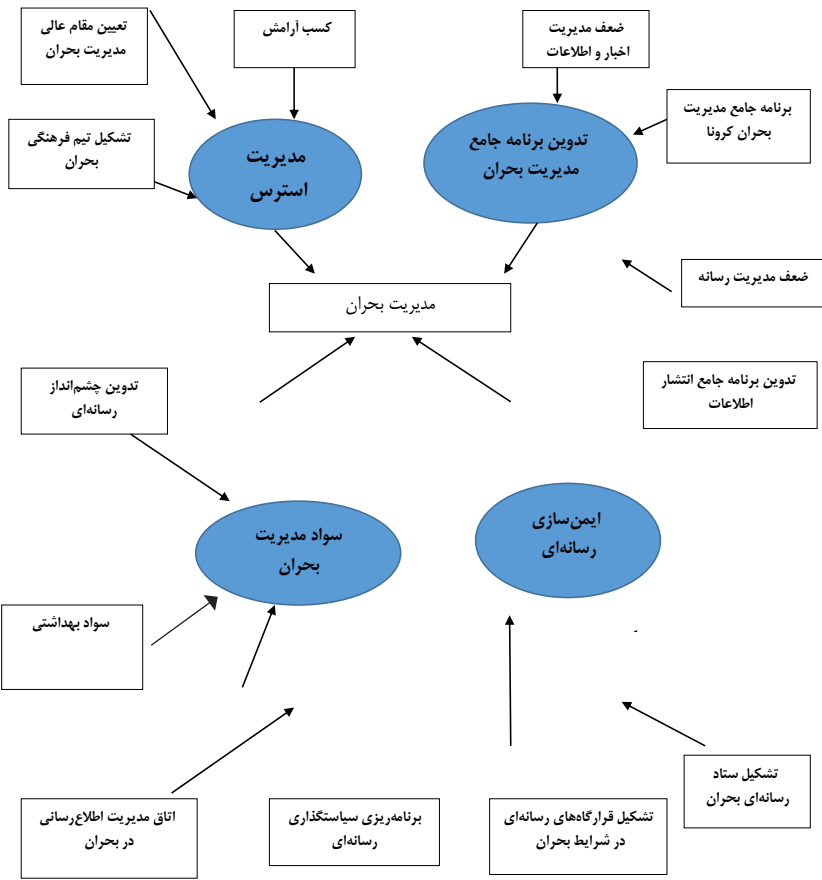 ضعف مدیریت
اخبار و اطلاعات
کسب آرامش
تعیین مقام عالی
مدیریت بحران
برنامه جامع مدیریت
بحران کرونا
تدوین برنامه جامع
مدیریت بحران
مدیریت
استرس
تشکیل تیم فرهنگی
بحران
ضعف مدیریت رسانه
مدیریت بحران
تدوین برنامه جامع انتشار
اطلاعات
تدوین چشم‌انداز
رسانه‌ای
ایمن‌سازی
رسانه‌ای
سواد مدیریت
بحران
سواد بهداشتی
تشکیل ستاد
رسانه‌ای بحران
تشکیل قرارگاه‌های رسانه‌ای
در شرایط بحران
برنامه‌ریزی سیاستگذاری
رسانه‌ای
اتاق مدیریت اطلاع‌رسانی
در بحران